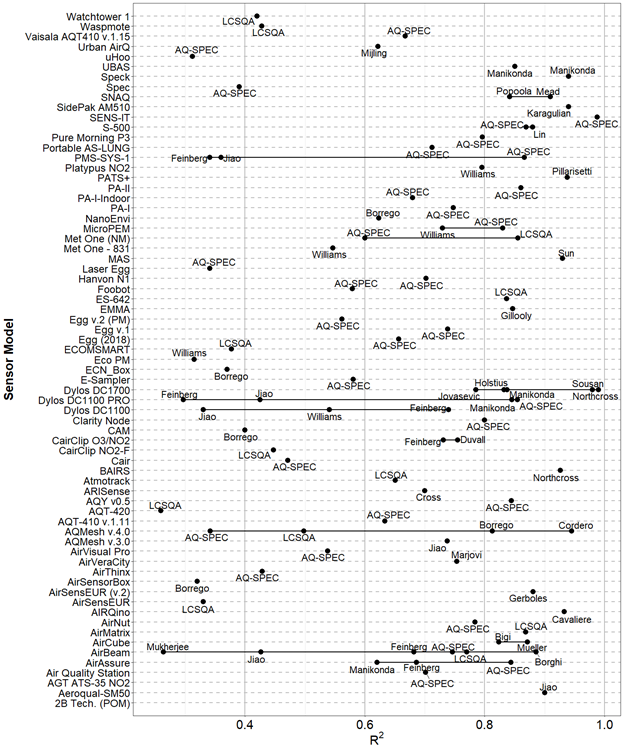 Watchtower 1
LCSQA
Waspmote
LCSQA
Vaisala AQT410 v.1.15
AQ-SPEC
Urban AirQ
Mijling
uHoo
AQ-SPEC
UBAS
Manikonda
Speck
Manikonda
Spec
AQ-SPEC
SNAQ
Popoola Mead
SidePak AM510
Karagulian
SENS-IT
AQ-SPEC
S-500
AQ-SPEC Lin
Pure Morning P3
AQ-SPEC
Portable AS-LUNG
AQ-SPEC
PMS-SYS-1
Feinberg Jiao AQ-SPEC
Platypus NO2
Williams
PATS+
Pillarisetti
PA-II
AQ-SPEC
PA-I-Indoor
AQ-SPEC
PA-I
AQ-SPEC
NanoEnvi
Borrego
MicroPEM
Williams AQ-SPEC
Met One (NM)
AQ-SPEC LCSQA
Met One - 831
Williams
MAS
Sun
Laser Egg
AQ-SPEC
Hanvon N1
AQ-SPEC
Foobot
AQ-SPEC
ES-642
LCSQA
EMMA
Gillooly
Egg v.2 (PM)
AQ-SPEC
Egg v.1
AQ-SPEC
Egg (2018)
AQ-SPEC
ECOMSMART
LCSQA
Eco PM
Williams
ECN_Box
Borrego
E-Sampler
AQ-SPEC
Dylos DC1700
Jovasevic Holstius Manikonda Sousan Northcross
Dylos DC1100 PRO
Feinberg Jiao Manikonda AQ-SPEC
Dylos DC1100
Jiao Williams Feinberg
Clarity Node
AQ-SPEC
CAM
Borrego
CairClip O3/NO2
Feinberg Duvall
CairClip NO2-F
LCSQA
Cair
AQ-SPEC
BAIRS
Northcross
Atmotrack
LCSQA
ARISense
Cross
AQY v0.5
AQ-SPEC
AQT-420
LCSQA
AQT-410 v.1.11
AQ-SPEC
AQMesh v.4.0
AQ-SPEC LCSQA Borrego Cordero
AQMesh v.3.0
Jiao
AirVisual Pro
AQ-SPEC
AirVeraCity
Marjovi
AirThinx
AQ-SPEC
AirSensorBox
Borrego
AirSensEUR (v.2)
Gerboles
AirSensEUR
LCSQA
AIRQino
Cavaliere
AirNut
AQ-SPEC
AirMatrix
LCSQA
AirCube
Bigi Mueller
AirBeam
Mukherjee Jiao Feinberg AQ-SPEC LCSQA Borghi
AirAssure
Manikonda Feinberg AQ-SPEC
Air Quality Station
AQ-SPEC
AGT ATS-35 NO2
Aeroqual-SM50
Jiao
2B Tech. (POM)
0.4 0.6 0.8 1.0
R²
Sensor Model